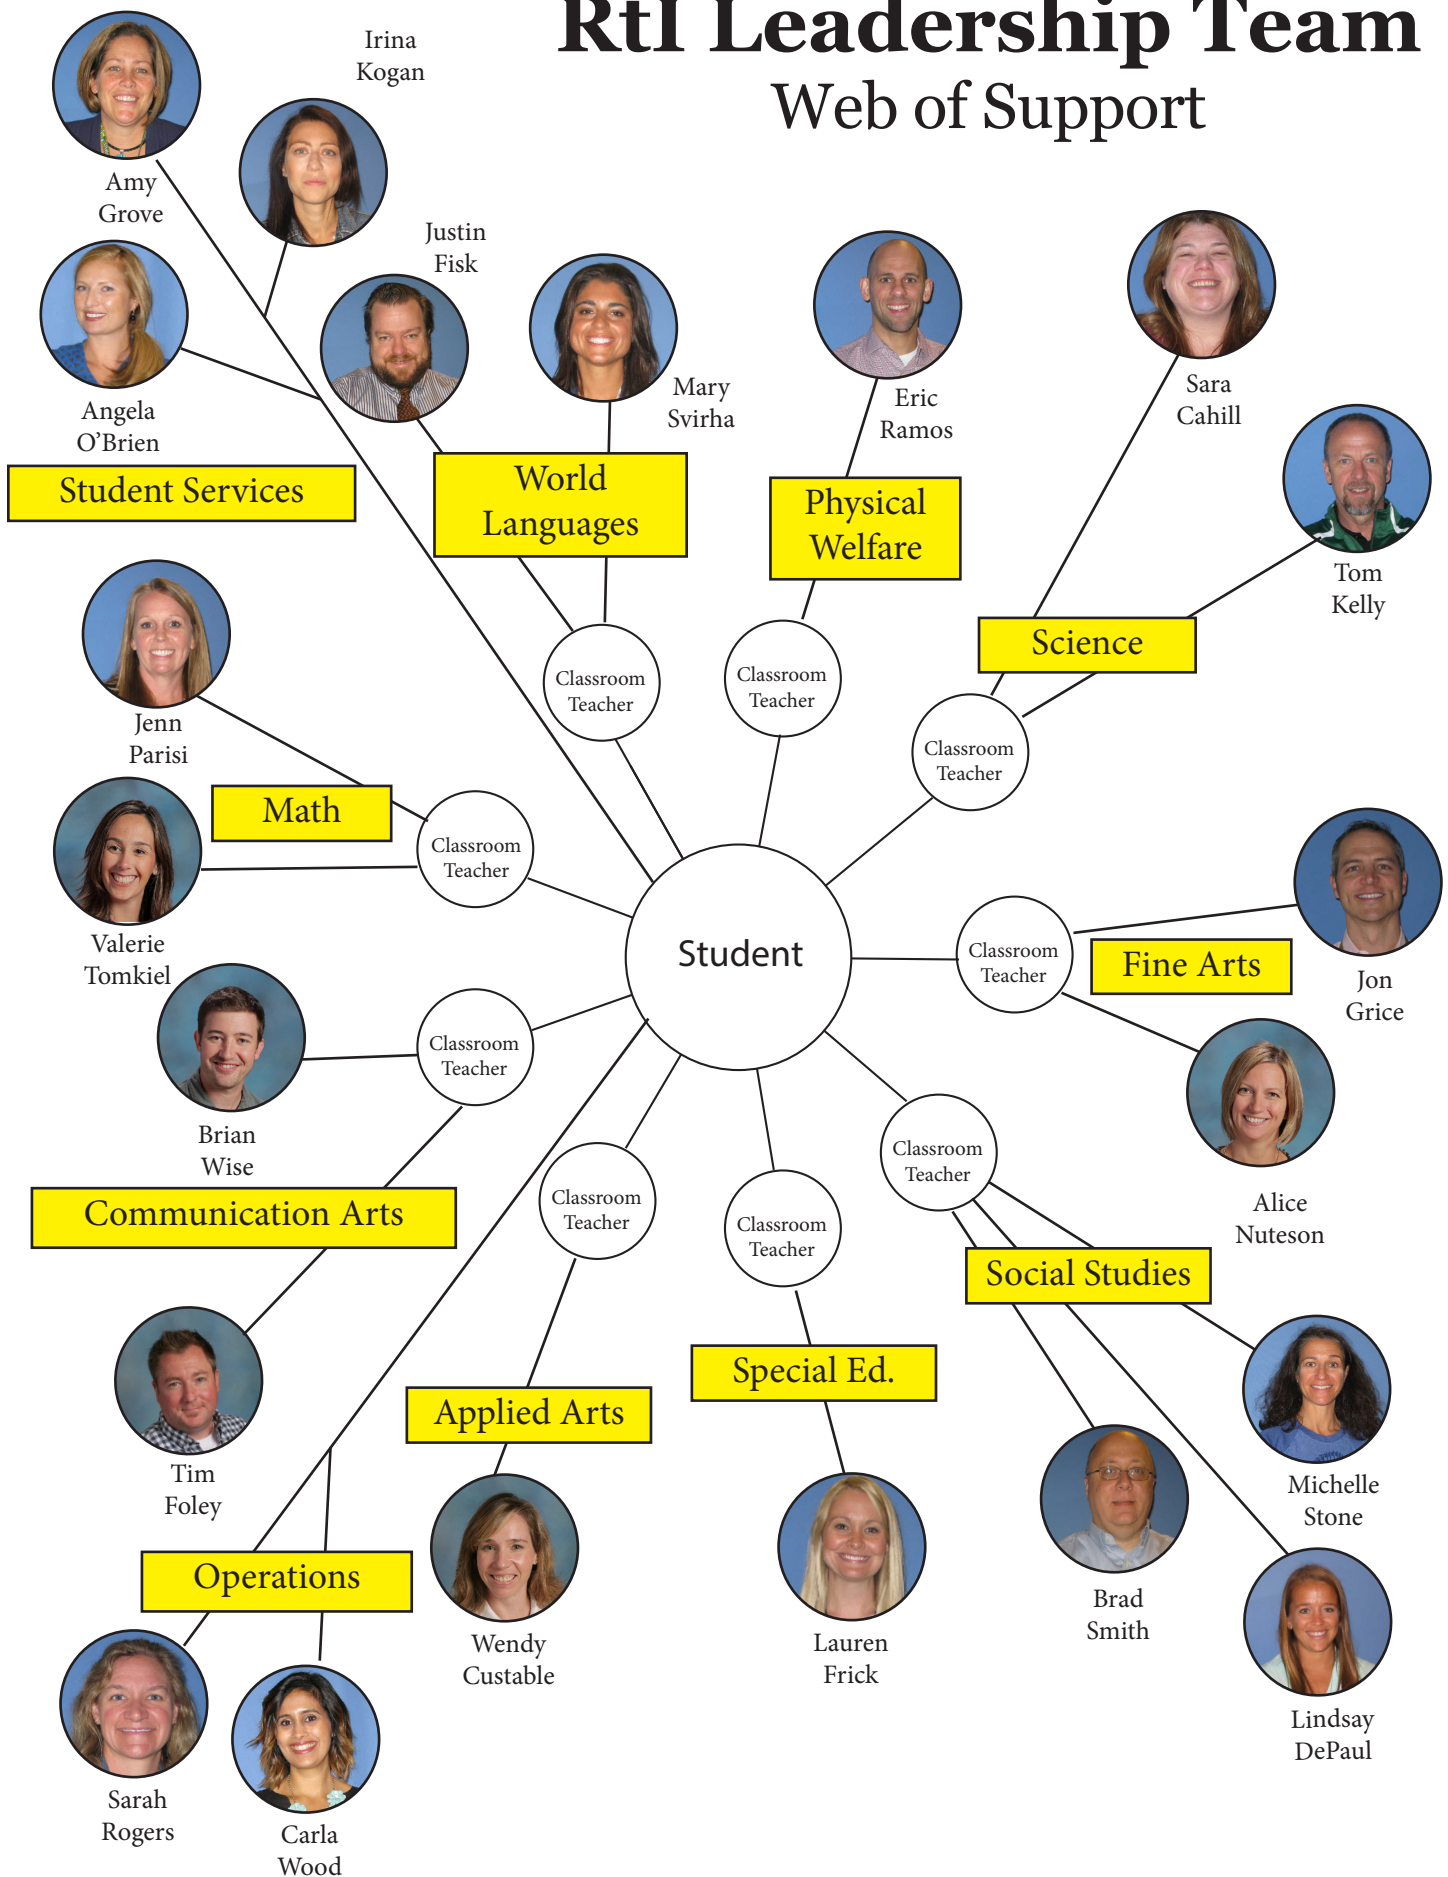 RtI Leadership Team
Web of Support
Irina
Kogan
Amy
Grove
Justin
Fisk
Angela
O’Brien
Student Services
Mary
Svirha
World
Languages
Eric
Ramos
Physical
Welfare
Sara
Cahill
Tom
Kelly
Science
Classroom
Teacher
Classroom
Teacher
Classroom
Teacher
Jenn
Parisi
Math
Classroom
Teacher
Valerie
Tomkiel
Student
Classroom
Teacher
Fine Arts
Jon
Grice
Classroom
Teacher
Brian
Wise
Communication Arts
Classroom
Teacher
Classroom
Teacher
Classroom
Teacher
Alice
Nuteson
Social Studies
Special Ed.
Applied Arts
Tim
Foley
Michelle
Stone
Operations
Brad
Smith
Wendy
Custable
Lauren
Frick
Lindsay
DePaul
Sarah
Rogers
Carla
Wood